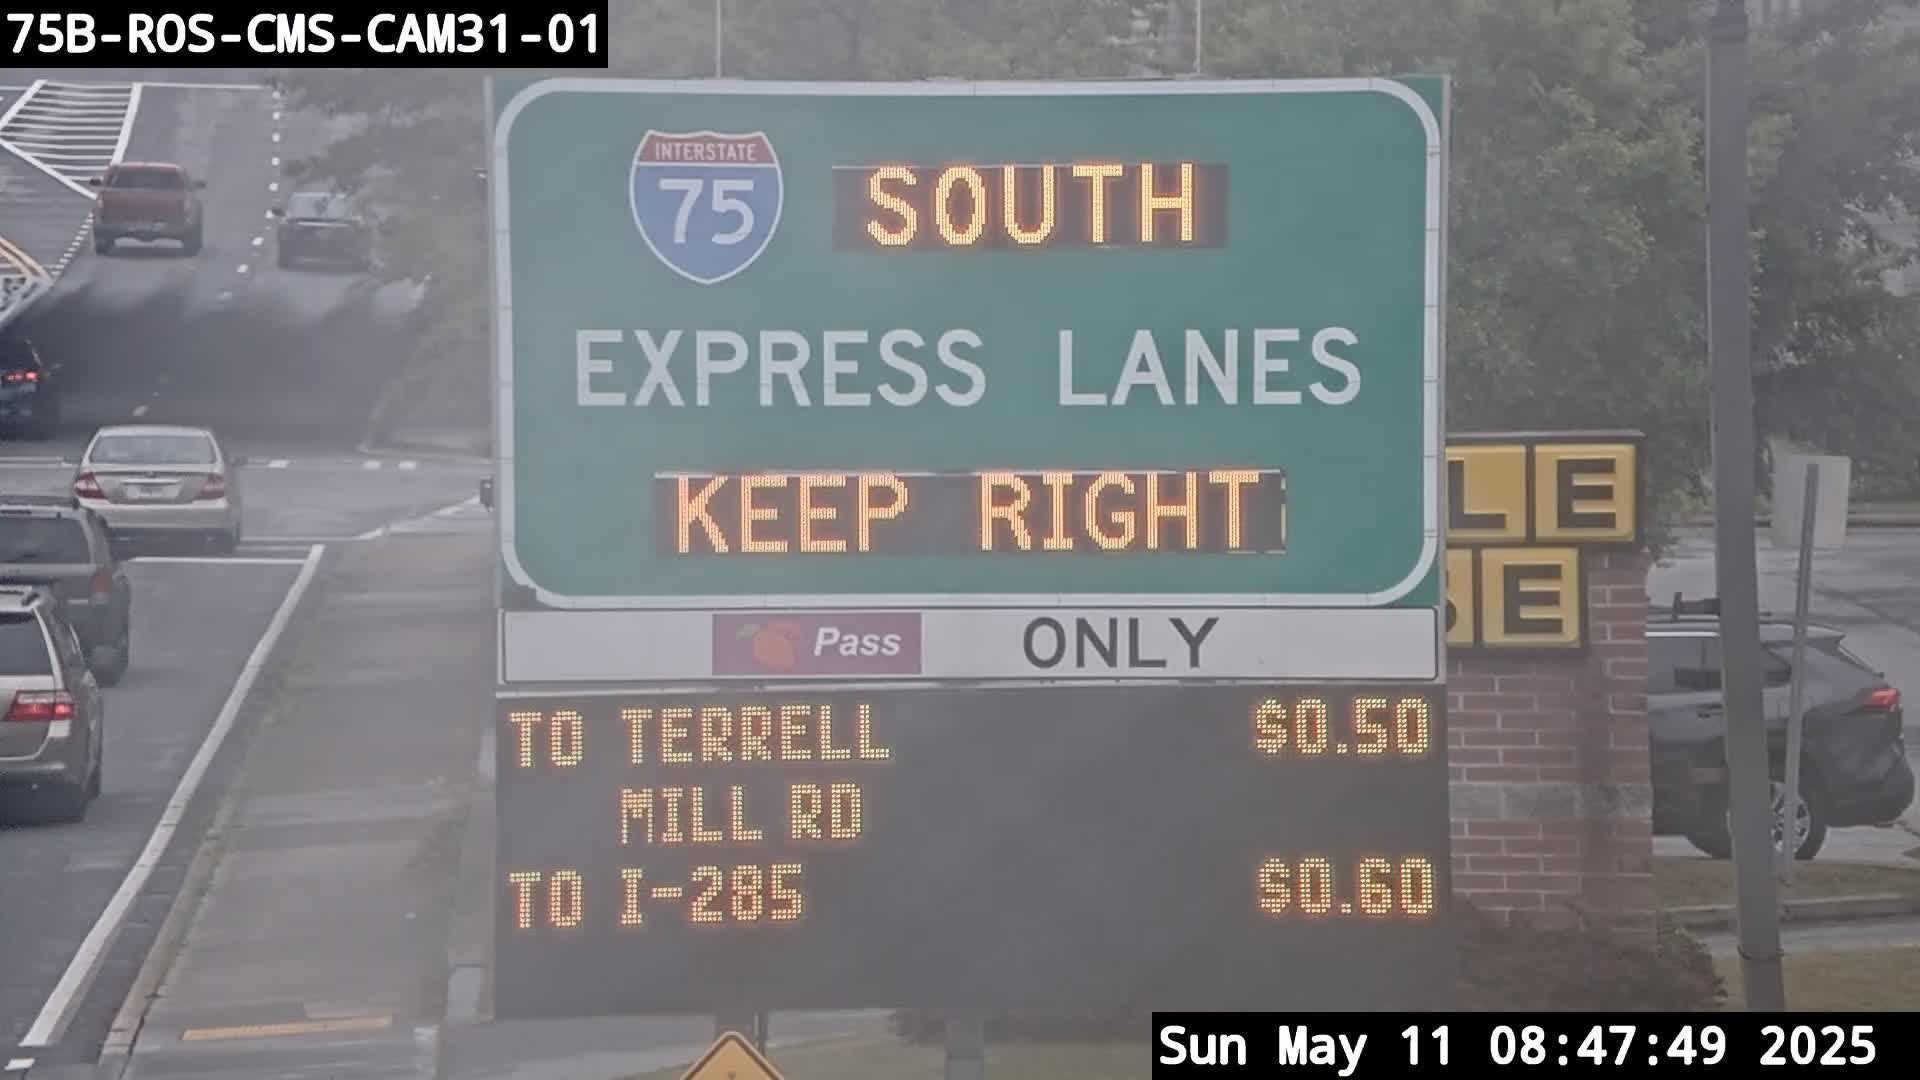 75B-ROS-CMS-CAM31-01
INTERSTATE
75
SOUTH
EXPRESS LANES
KEEP RIGHT
Pass ONLY
TO TERRELL $0.50
MILL RD
TO I-285 $0.60
LE
E
Sun May 11 08:47:49 2025